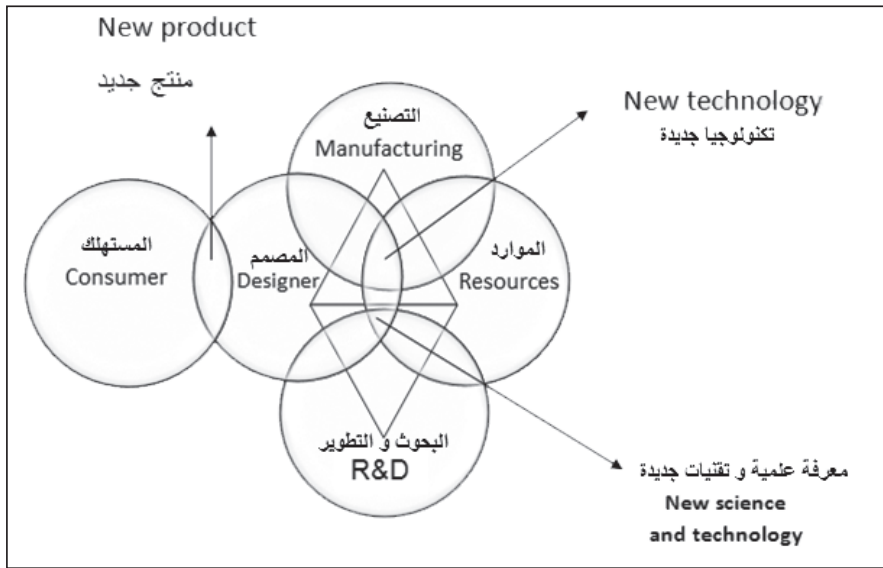 New product
منتج جديد
التصنيع
Manufacturing
New technology
تكنولوجيا جديدة
المستهلك
Consumer
المصمم
Designer
الموارد
Resources
البحوث و التطوير
R&D
معرفة علمية و تقنيات جديدة
New science
and technology